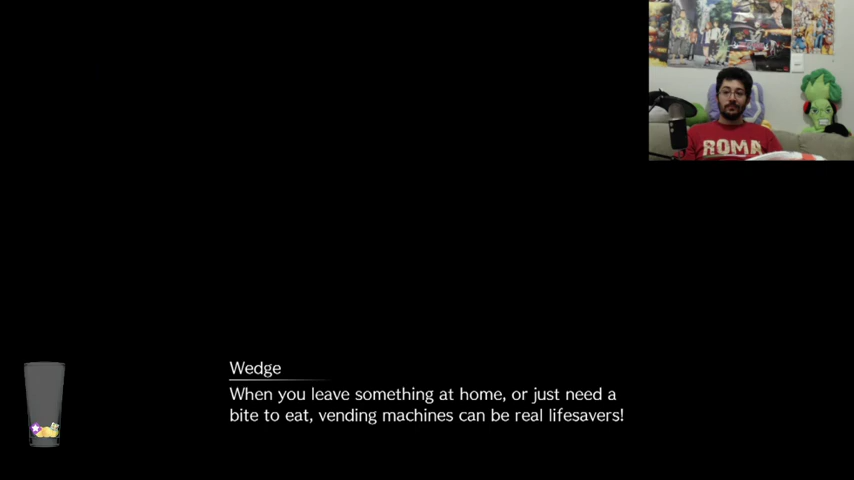 ROMA
Wedge
When you leave something at home, or just need a
bite to eat, vending machines can be real lifesavers!